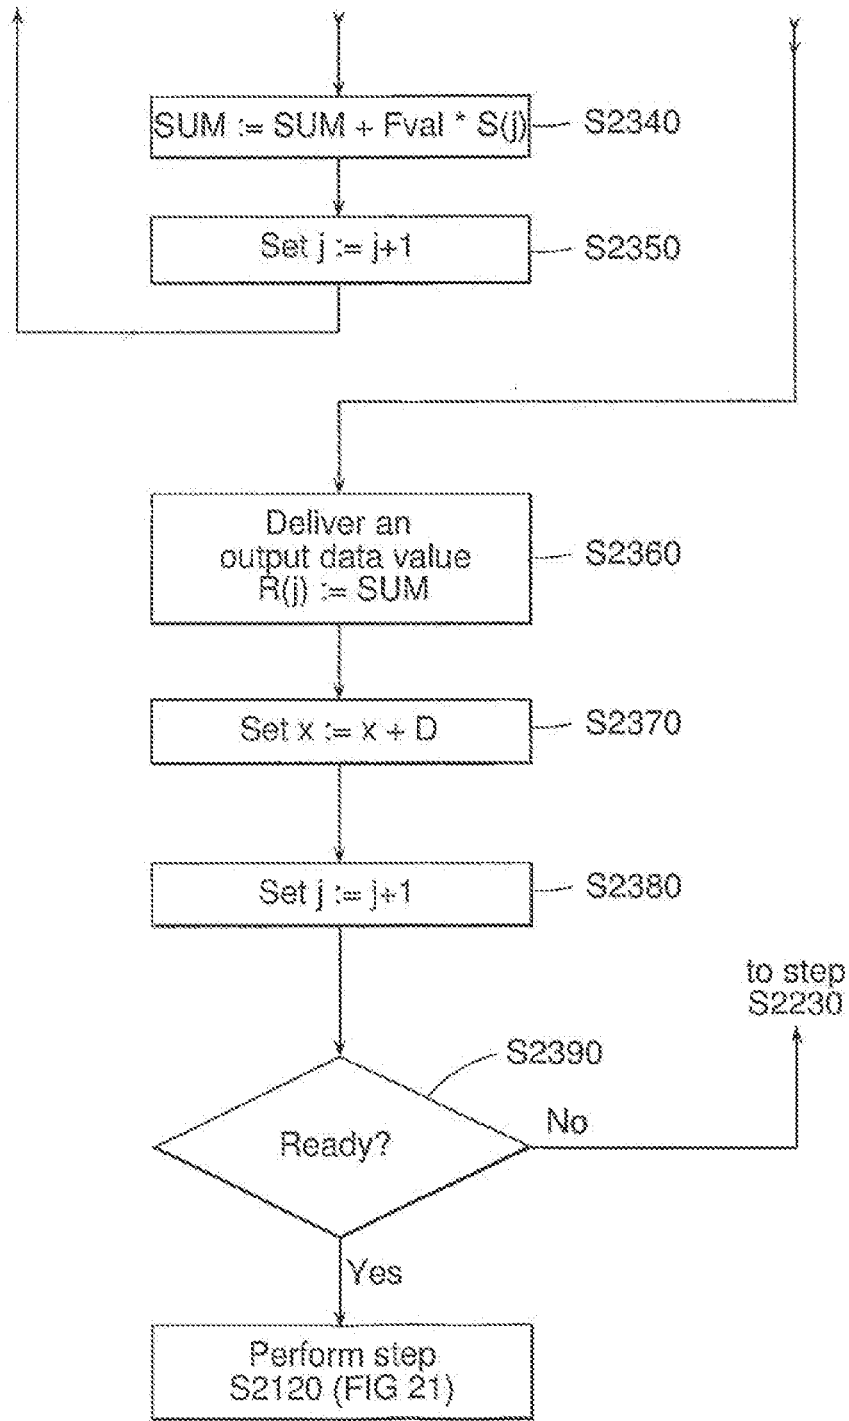 SUM := SUM + Fval * S(j)
S2340
Set j := j+1
S2350
Deliver an
output data value
R(j) := SUM
S2360
Set x := x + D
S2370
Set j := j+1
S2380
to step
S2230
S2390
Ready?
No
Yes
Perform step
S2120 (FIG 21)